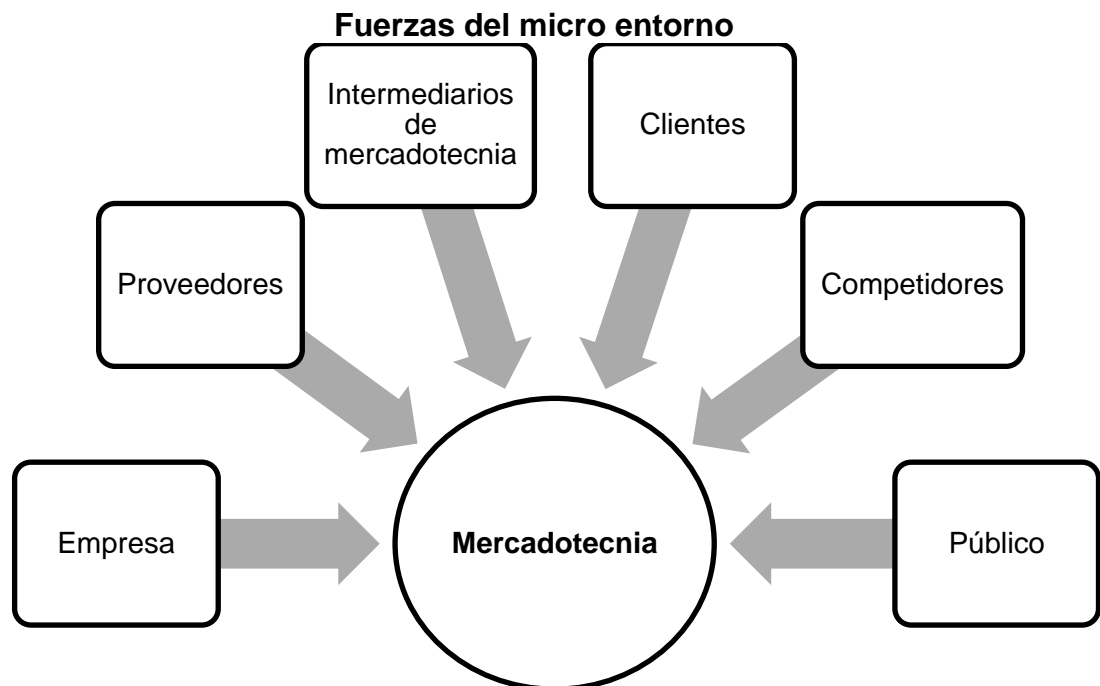 Fuerzas del micro entorno
Intermediarios
de
mercadotecnia
Clientes
Proveedores
Competidores
Empresa
Mercadotecnia
Público